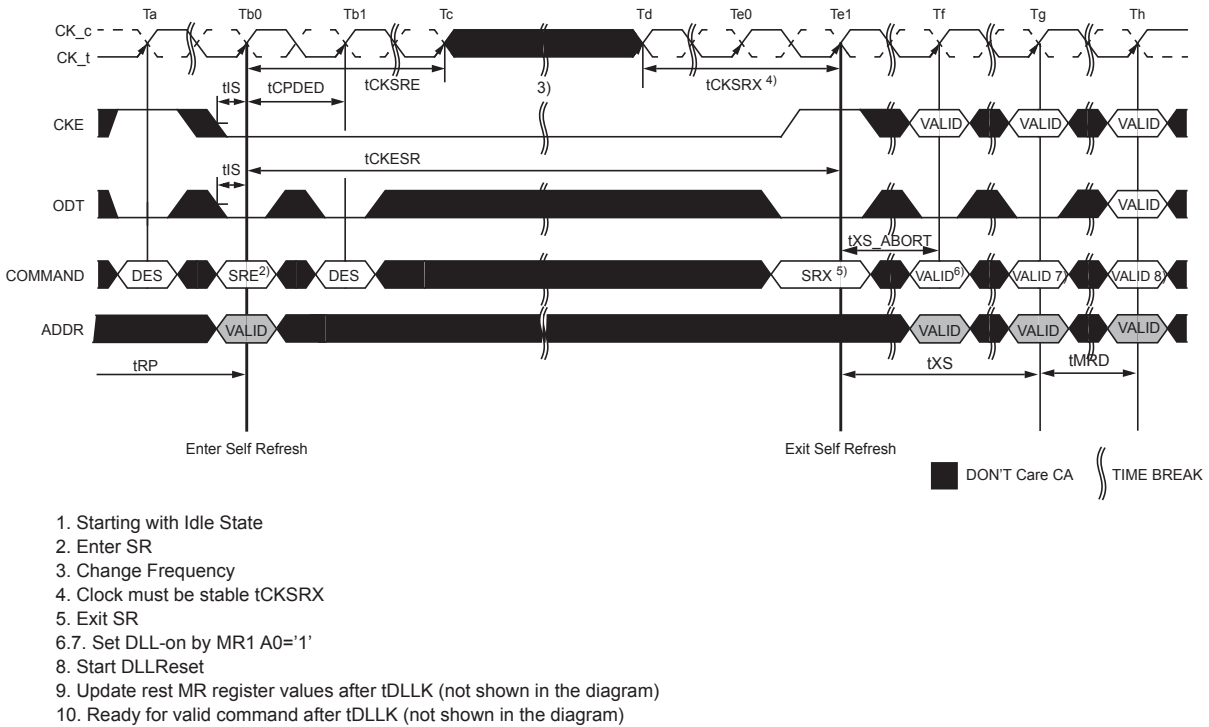 Ta Tb0 Tb1 Tc Td Te0 Te1 Tf Tg Th
CK_c
CK_t
tIS tCPDED tCKSRE 3) tCKSRX 4)
CKE VALID VALID VALID
tIS tCKESR
ODT VALID
tXS_ABORT
COMMAND DES SRE2) DES SRX 5) VALID6) VALID 7) VALID 8)
ADDR VALID VALID VALID VALID
tRP tXS tMRD
Enter Self Refresh Exit Self Refresh
DON'T Care CA TIME BREAK
1. Starting with Idle State
2. Enter SR
3. Change Frequency
4. Clock must be stable tCKSRX
5. Exit SR
6.7. Set DLL-on by MR1 A0='1'
8. Start DLLReset
9. Update rest MR register values after tDLLK (not shown in the diagram)
10. Ready for valid command after tDLLK (not shown in the diagram)